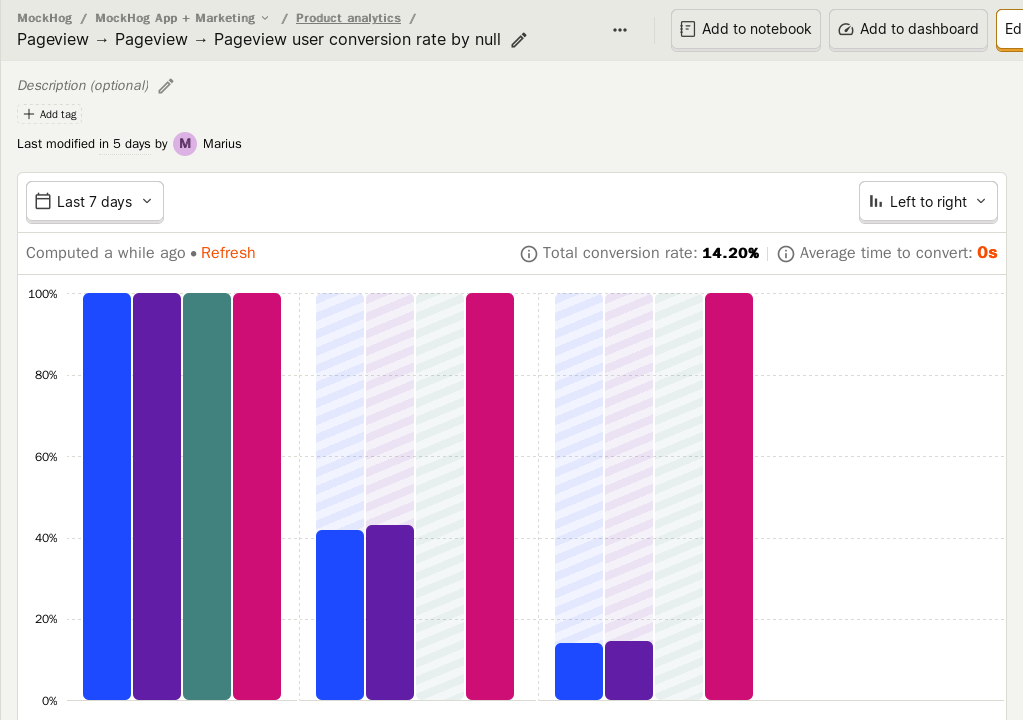 MockHog / MockHog App + Marketing / Product analytics /
Pageview → Pageview → Pageview user conversion rate by null
Add to notebook
Add to dashboard
Ed
Description (optional)
Add tag
Last modified in 5 days by M Marius
Last 7 days
Left to right
Computed a while ago • Refresh
Total conversion rate: 14.20%
Average time to convert: 0s
100%
80%
60%
40%
20%
0%